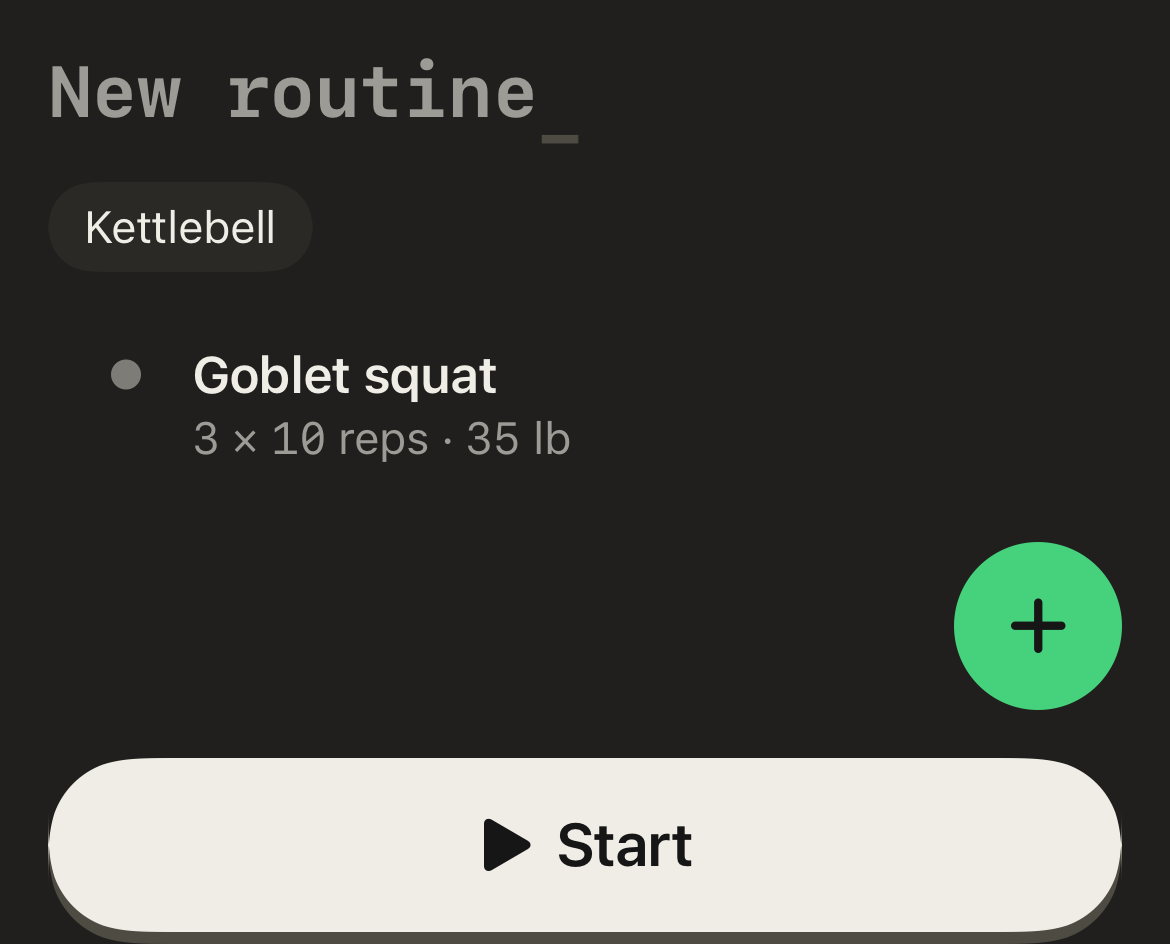 New routine_
Kettlebell
Goblet squat
3 × 10 reps · 35 lb
Start